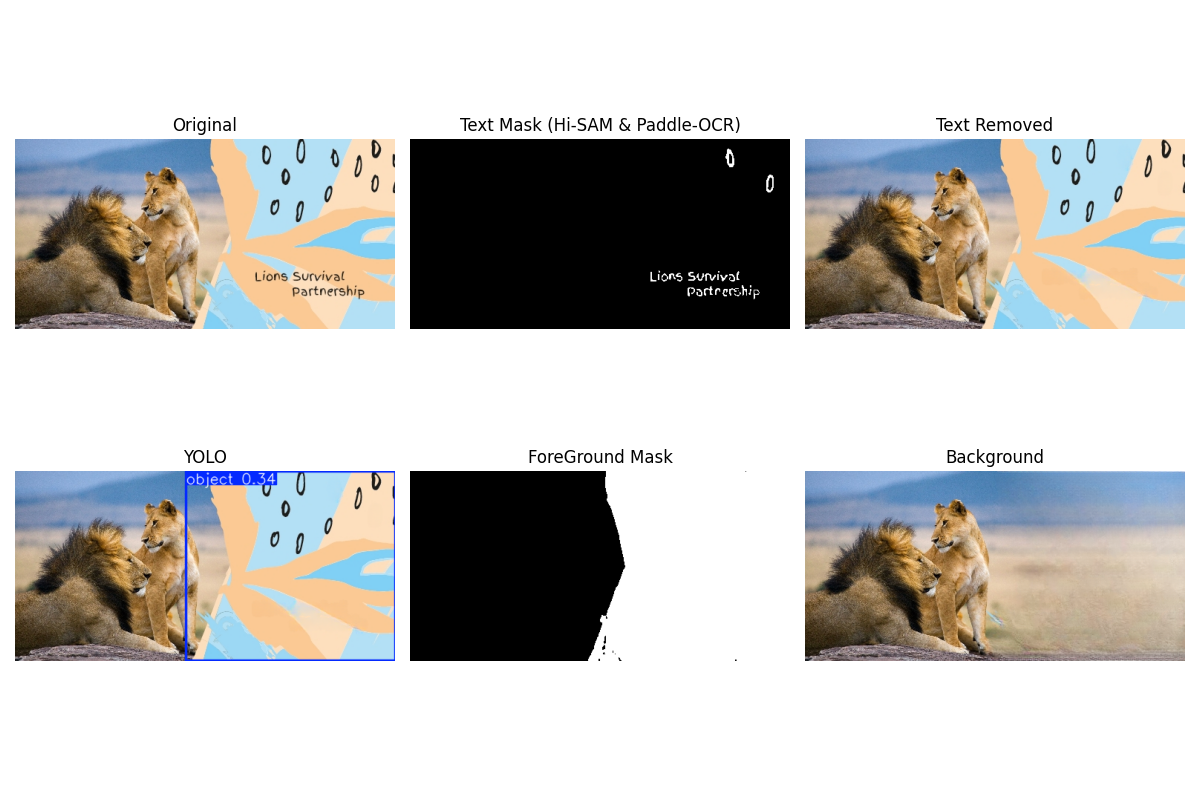 Original
Text Mask (Hi-SAM & Paddle-OCR)
Text Removed
Lions Survival
Partnership
Lions Survival
Partnership
YOLO
ForeGround Mask
Background
object 0.34